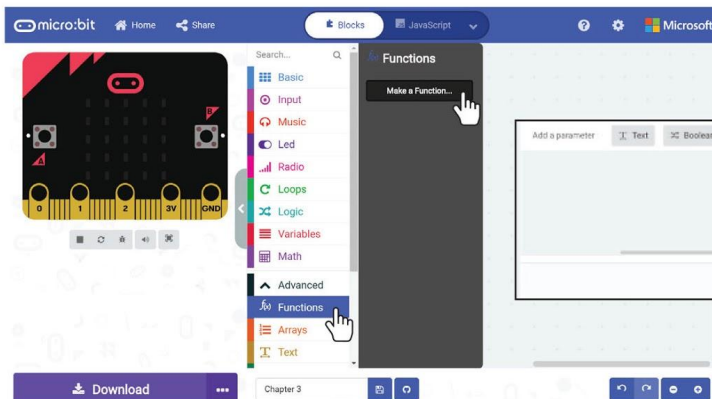 micro:bit Home Share Blocks JavaScript Microsoft
Search...
Basic
Input
Music
Led
Radio
Loops
Logic
Variables
Math
Advanced
Functions
Arrays
Text
Functions
Make a Function...
Add a parameter Text Boolean
A
B
0 1 2 3V GND
Download
Chapter 3